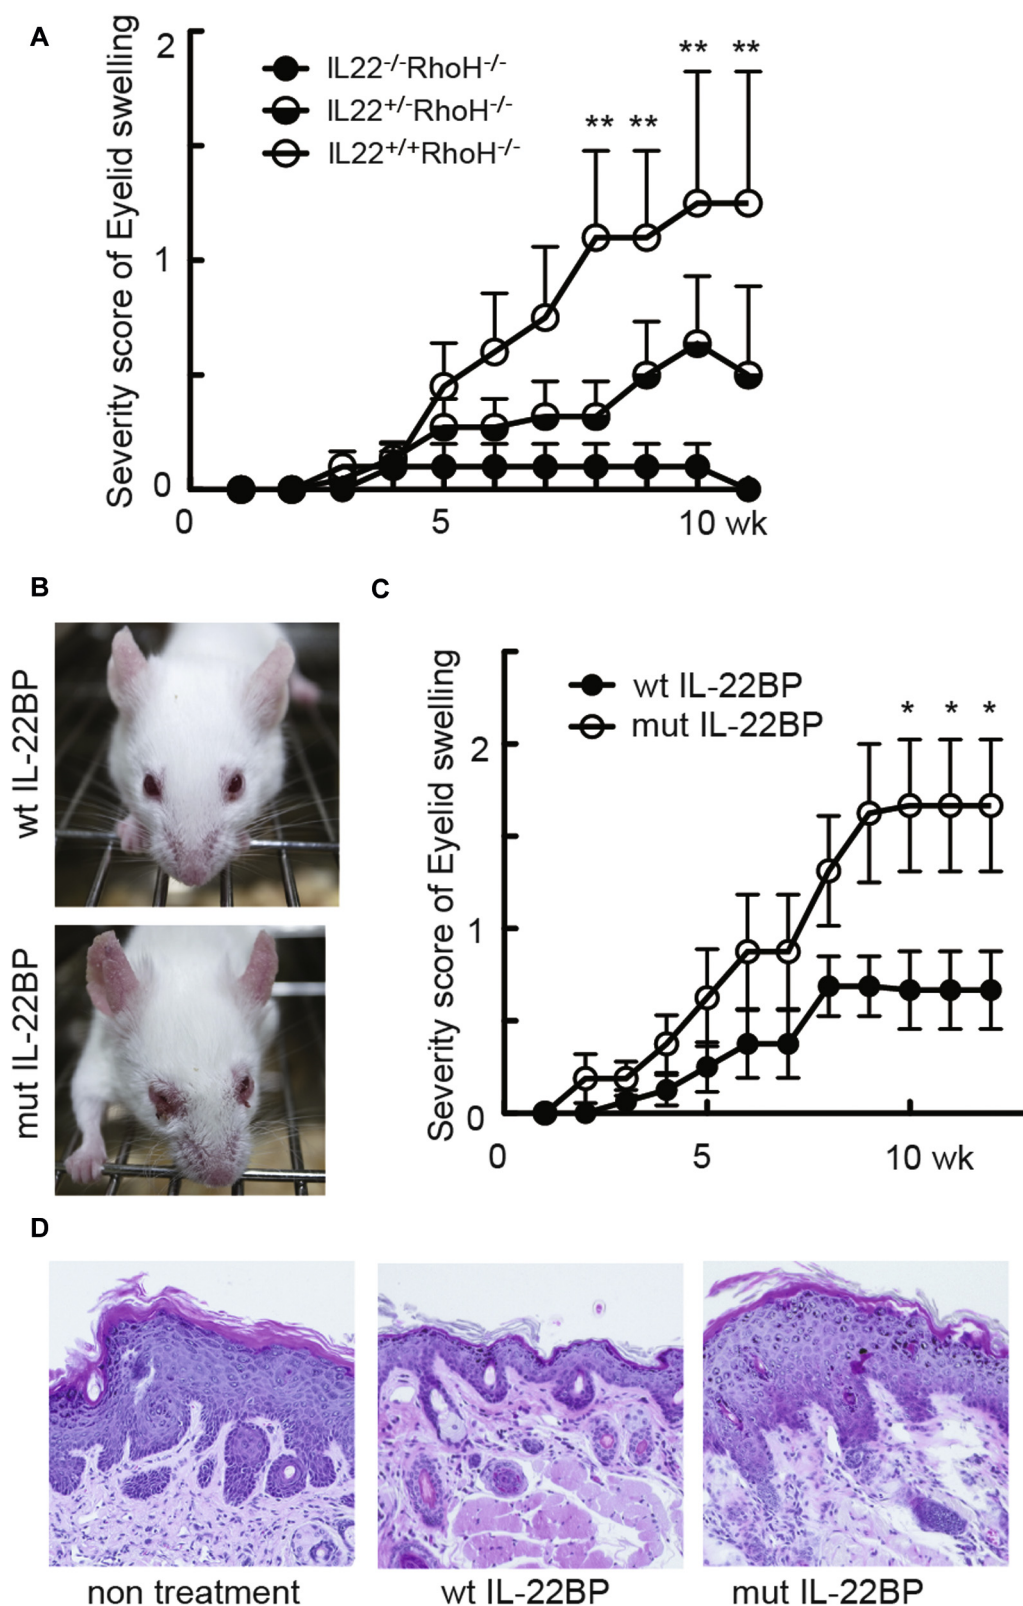 A
Severity score of Eyelid swelling
2
1
0
IL22-/-RhoH-/-
IL22+/-RhoH-/-
IL22+/+RhoH-/-
** ** ** **
0 5 10 wk
B
wt IL-22BP
mut IL-22BP
C
Severity score of Eyelid swelling
2
1
0
wt IL-22BP
mut IL-22BP
* * *
0 5 10 wk
D
non treatment wt IL-22BP mut IL-22BP